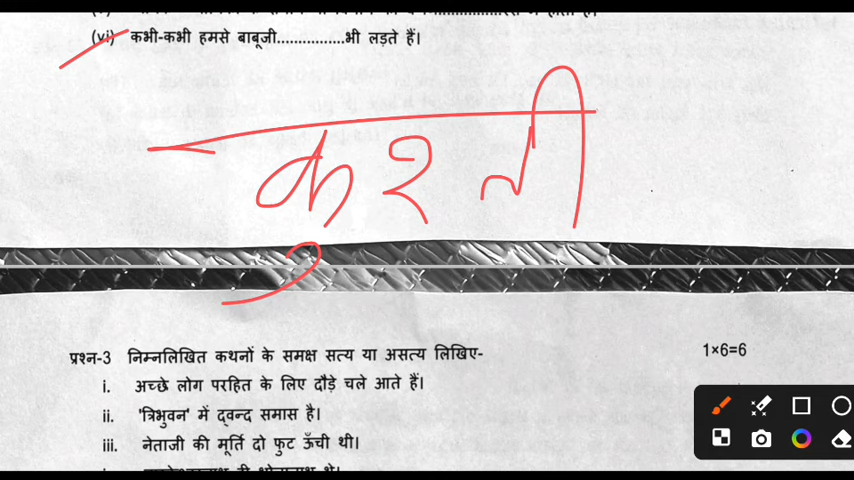 (vi) कभी-कभी हमसे बाबूजी..............भी लड़ते हैं।
कुश्ती
प्रश्न-3 निम्नलिखित कथनों के समक्ष सत्य या असत्य लिखिए- 1×6=6
i. अच्छे लोग परहित के लिए दौड़े चले आते हैं।
ii. 'त्रिभुवन' में द्वन्द समास है।
iii. नेताजी की मूर्ति दो फुट ऊँची थी।